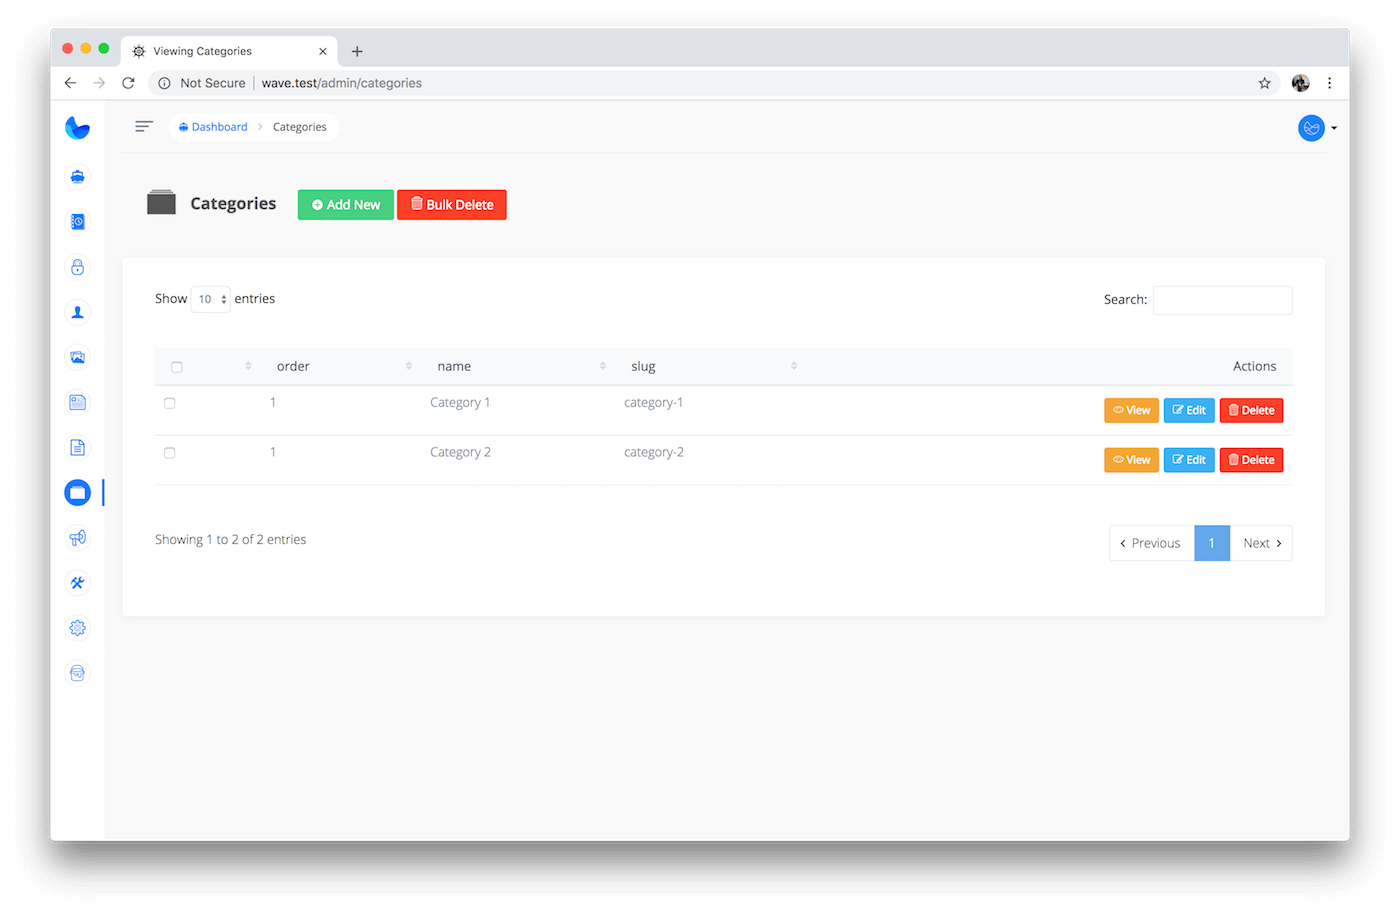 Viewing Categories
Not Secure wave.test/admin/categories
Dashboard Categories
Categories Add New Bulk Delete
Show 10 entries Search:
order name slug Actions
1 Category 1 category-1 View Edit Delete
1 Category 2 category-2 View Edit Delete
Showing 1 to 2 of 2 entries Previous 1 Next